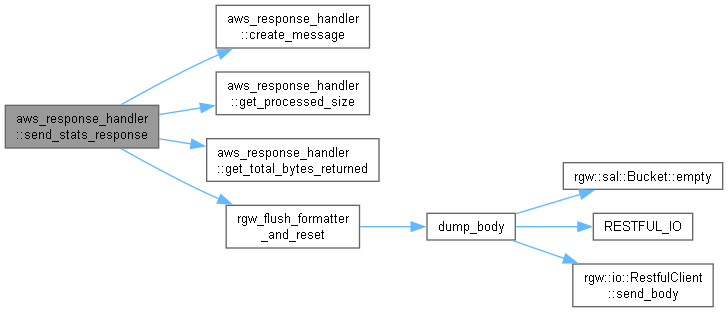 aws_response_handler
::send_stats_response
aws_response_handler
::create_message
aws_response_handler
::get_processed_size
aws_response_handler
::get_total_bytes_returned
rgw_flush_formatter
_and_reset
dump_body
rgw::sal::Bucket::empty
RESTFUL_IO
rgw::io::RestfulClient
::send_body